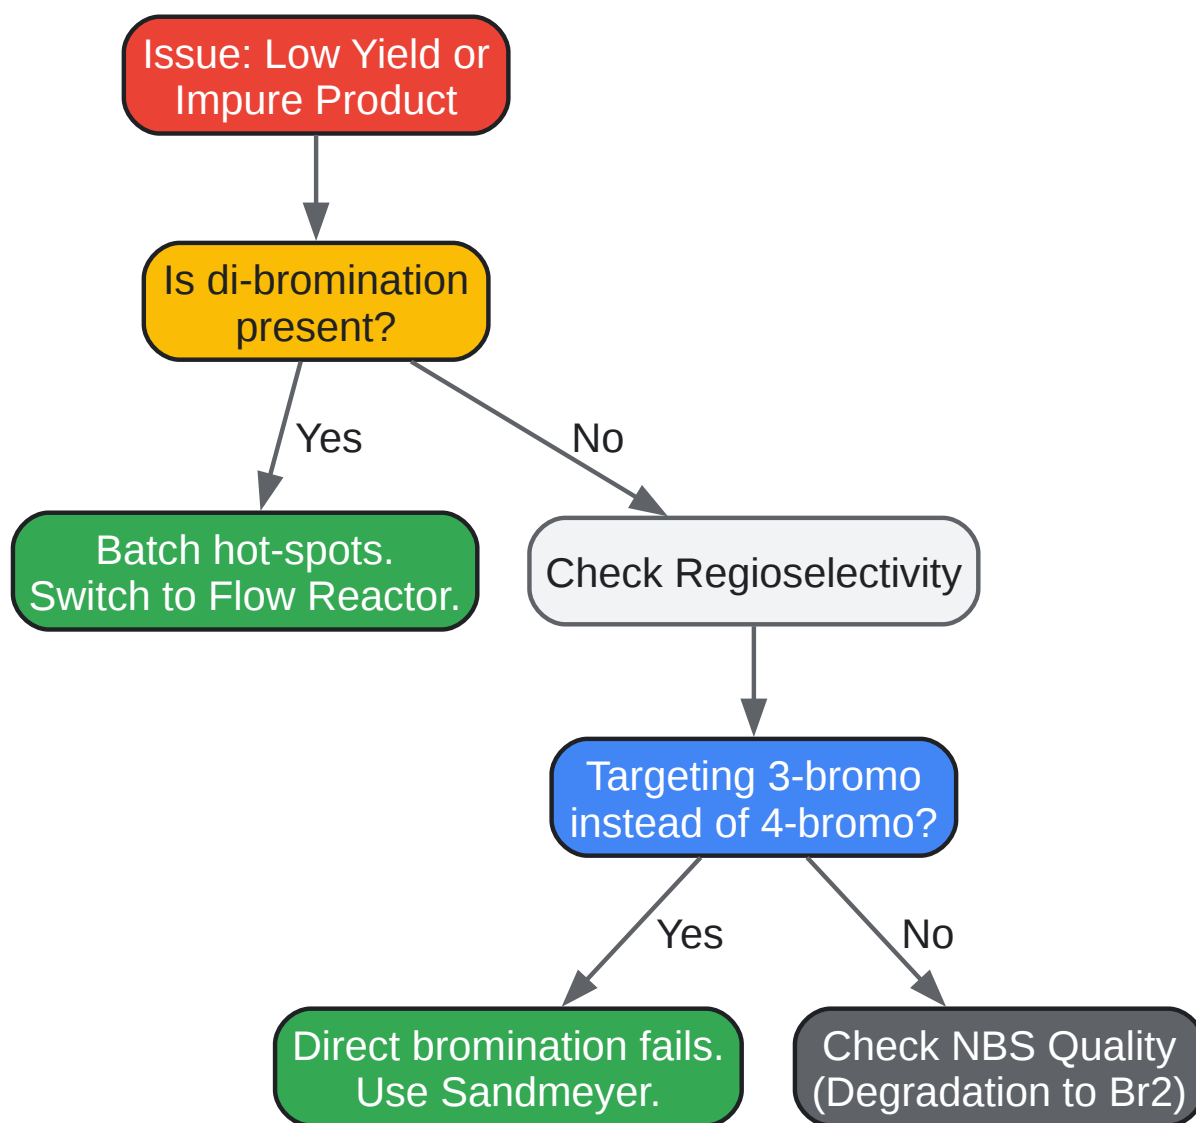 Issue: Low Yield or
Impure Product
Is di-bromination
present?
Yes
No
Batch hot-spots.
Switch to Flow Reactor.
Check Regioselectivity
Targeting 3-bromo
instead of 4-bromo?
Yes
No
Direct bromination fails.
Use Sandmeyer.
Check NBS Quality
(Degradation to Br2)